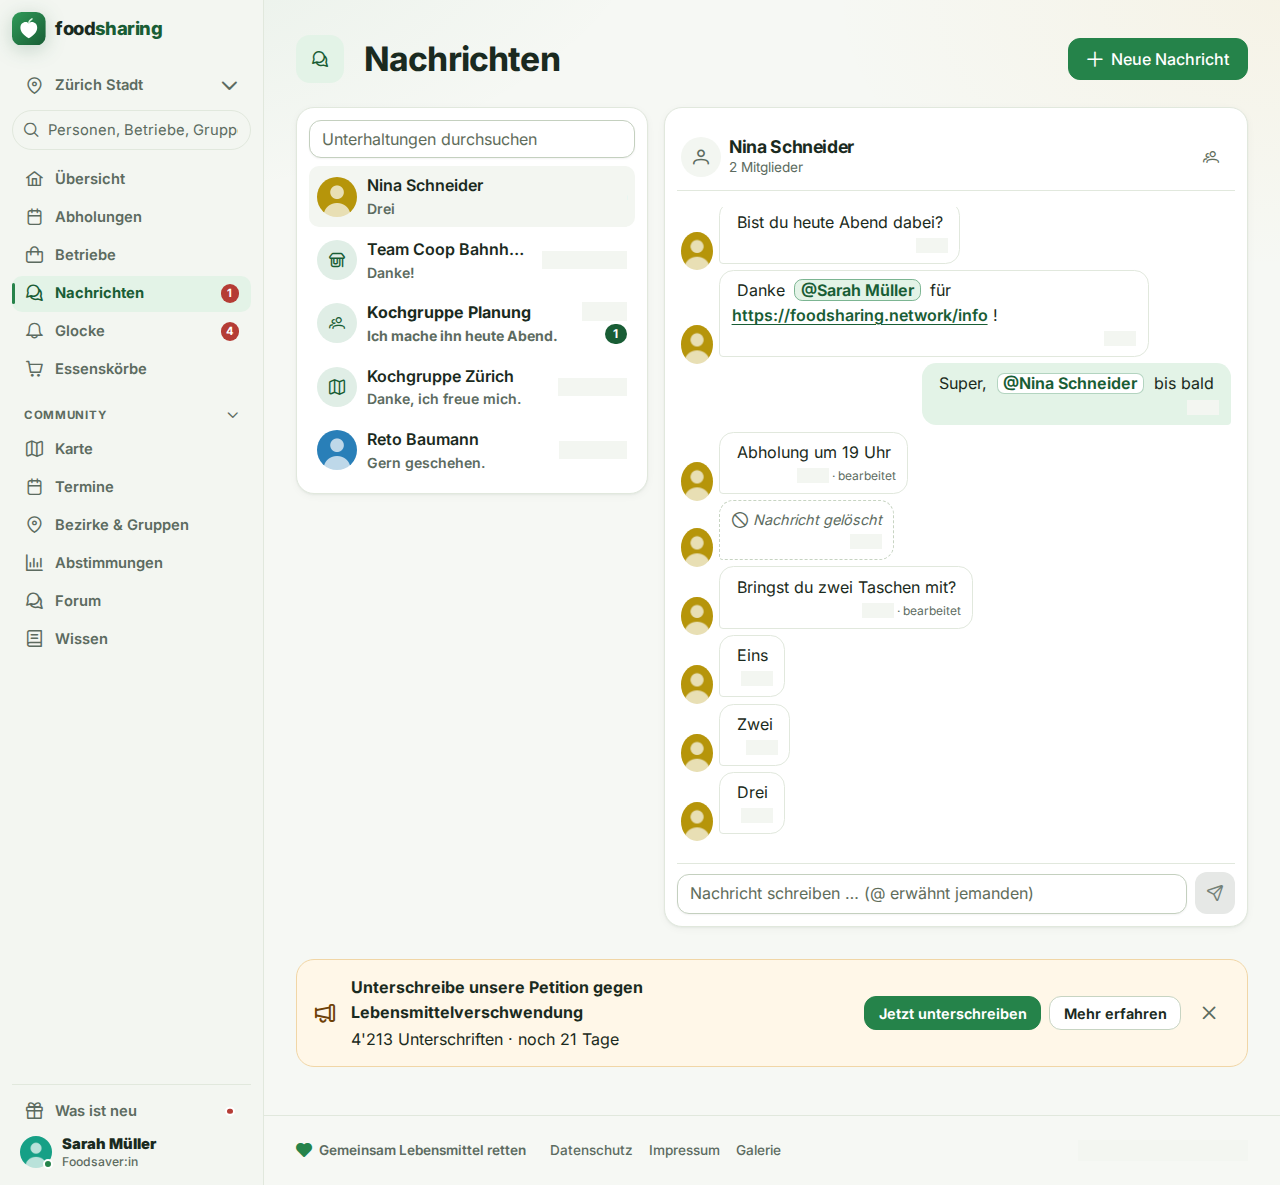 foodsharing
Zürich Stadt
Personen, Betriebe, Grupp
Übersicht
Abholungen
Betriebe
Nachrichten 1
Glocke 4
Essenskörbe
COMMUNITY
Karte
Termine
Bezirke & Gruppen
Abstimmungen
Forum
Wissen
Was ist neu
Sarah Müller
Foodsaver:in
Nachrichten
Neue Nachricht
Unterhaltungen durchsuchen
Nina Schneider
Drei
Team Coop Bahnh...
Danke!
Kochgruppe Planung
Ich mache ihn heute Abend. 1
Kochgruppe Zürich
Danke, ich freue mich.
Reto Baumann
Gern geschehen.
Nina Schneider
2 Mitglieder
Bist du heute Abend dabei?
Danke @Sarah Müller für
https://foodsharing.network/info !
Super, @Nina Schneider bis bald
Abholung um 19 Uhr
· bearbeitet
Nachricht gelöscht
Bringst du zwei Taschen mit?
· bearbeitet
Eins
Zwei
Drei
Nachricht schreiben ... (@ erwähnt jemanden)
Unterschreibe unsere Petition gegen
Lebensmittelverschwendung
4'213 Unterschriften · noch 21 Tage
Jetzt unterschreiben
Mehr erfahren
Gemeinsam Lebensmittel retten Datenschutz Impressum Galerie